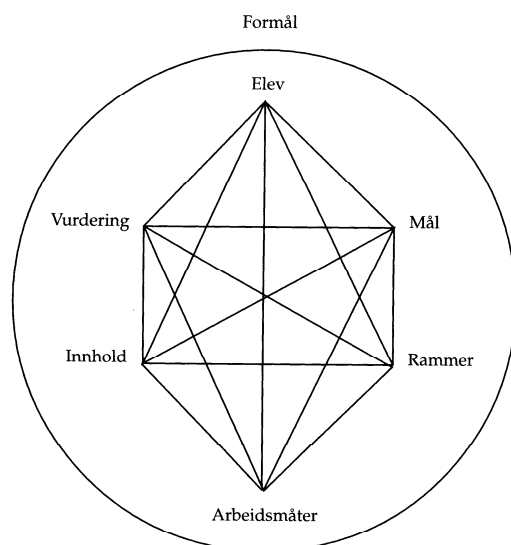 Formål
Elev
Vurdering
Mål
Innhold
Rammer
Arbeidsmåter